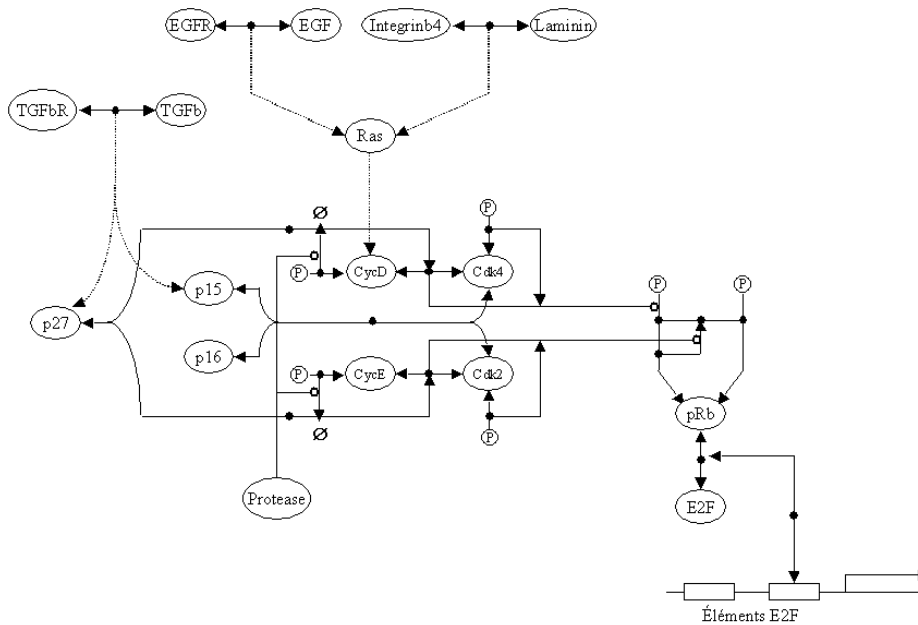 EGFR
EGF
Integrinb4
Laminin
TGFbR
TGFb
Ras
P
Ø
P
CycD
Cdk4
p15
P
P
p27
p16
P
CycE
Cdk2
Ø
P
pRb
Protease
E2F
Éléments E2F